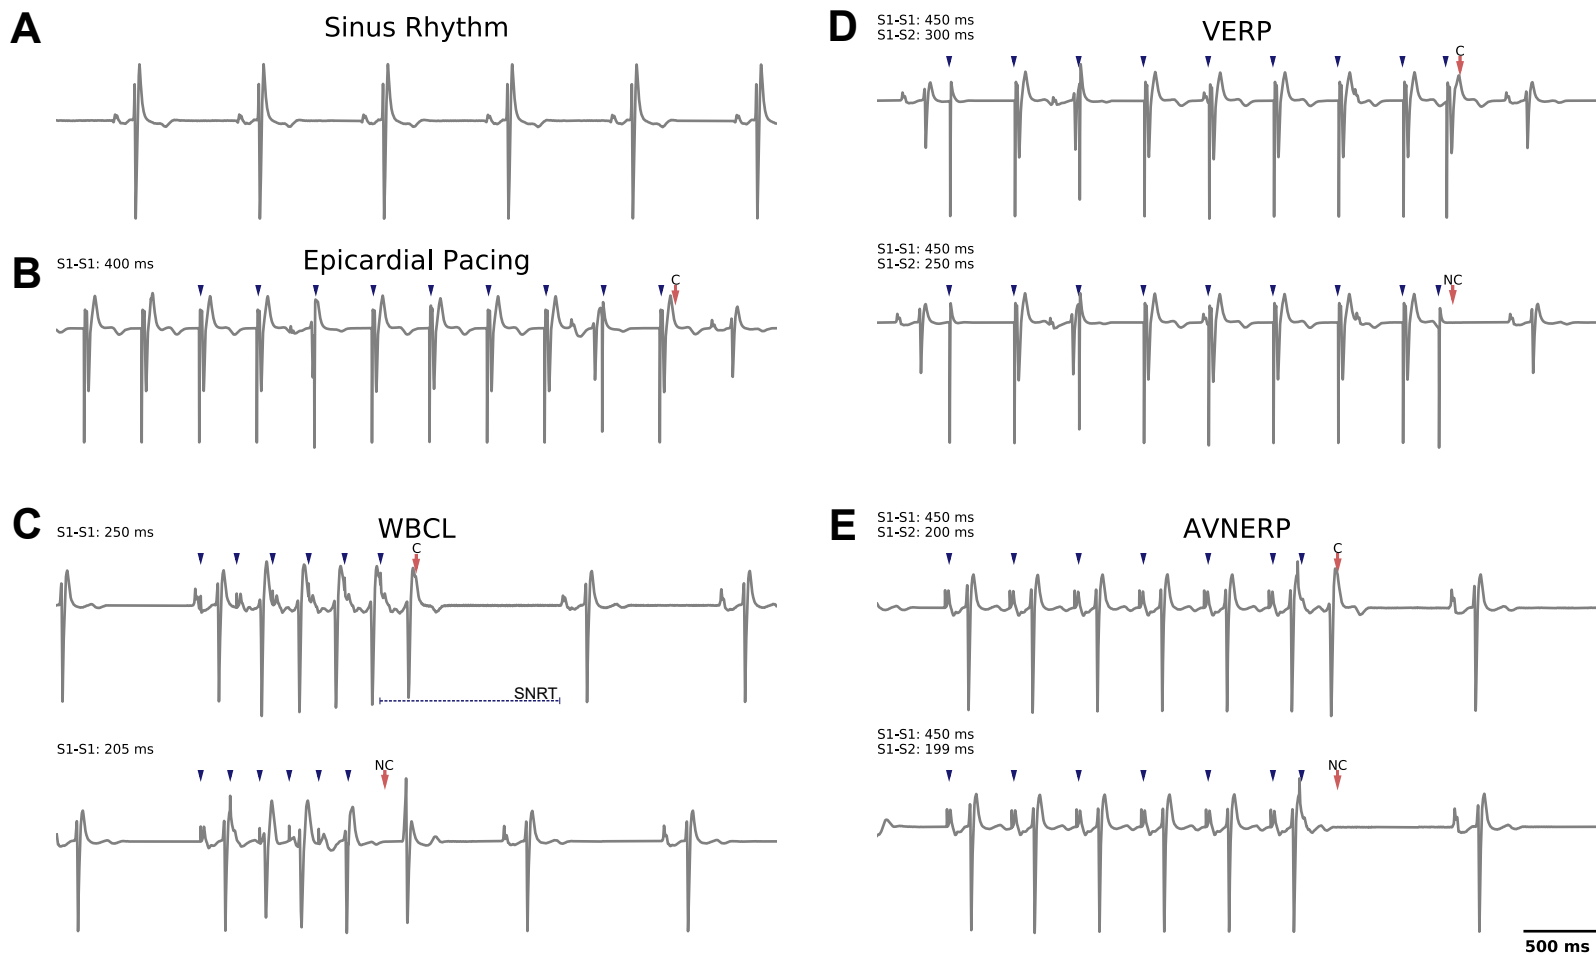 A
Sinus Rhythm
B
S1-S1: 400 ms
Epicardial Pacing
C
C
S1-S1: 250 ms
WBCL
C
SNRT
S1-S1: 205 ms
NC
D
S1-S1: 450 ms
S1-S2: 300 ms
VERP
C
S1-S1: 450 ms
S1-S2: 250 ms
NC
E
S1-S1: 450 ms
S1-S2: 200 ms
AVNERP
C
S1-S1: 450 ms
S1-S2: 199 ms
NC
500 ms